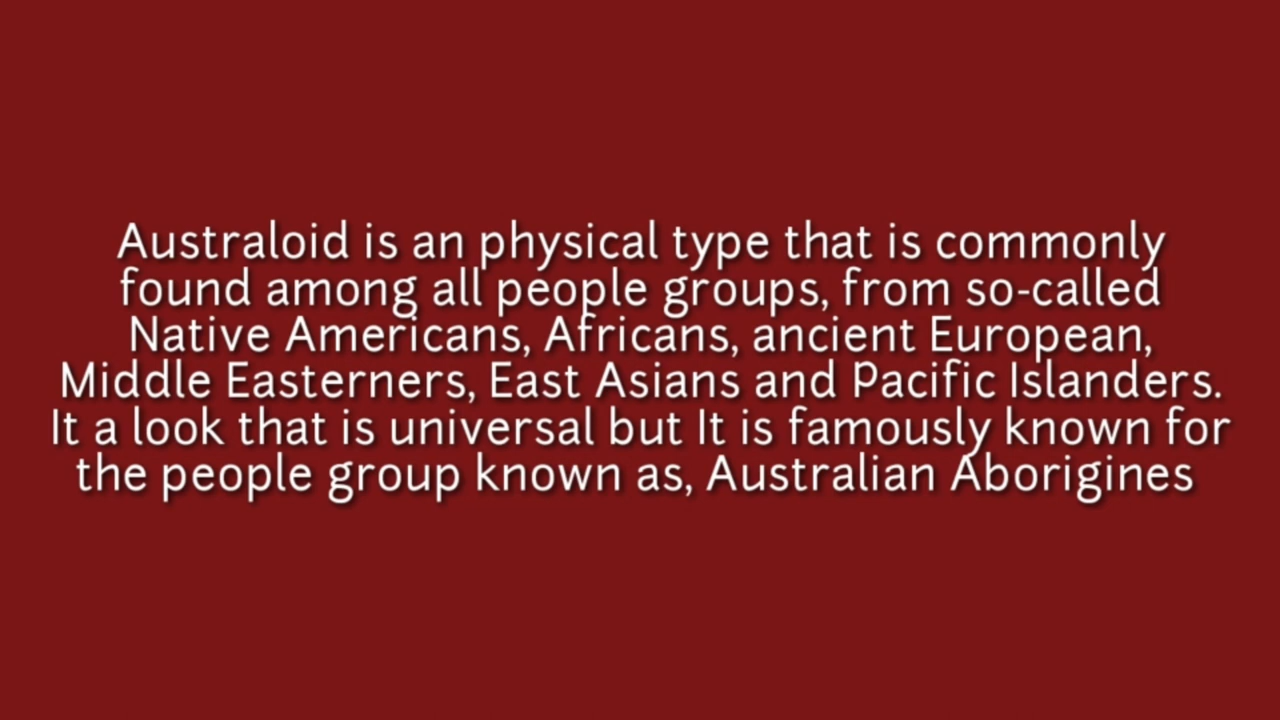 Australoid is an physical type that is commonly
found among all people groups, from so-called
Native Americans, Africans, ancient European,
Middle Easterners, East Asians and Pacific Islanders.
It a look that is universal but It is famously known for
the people group known as, Australian Aborigines